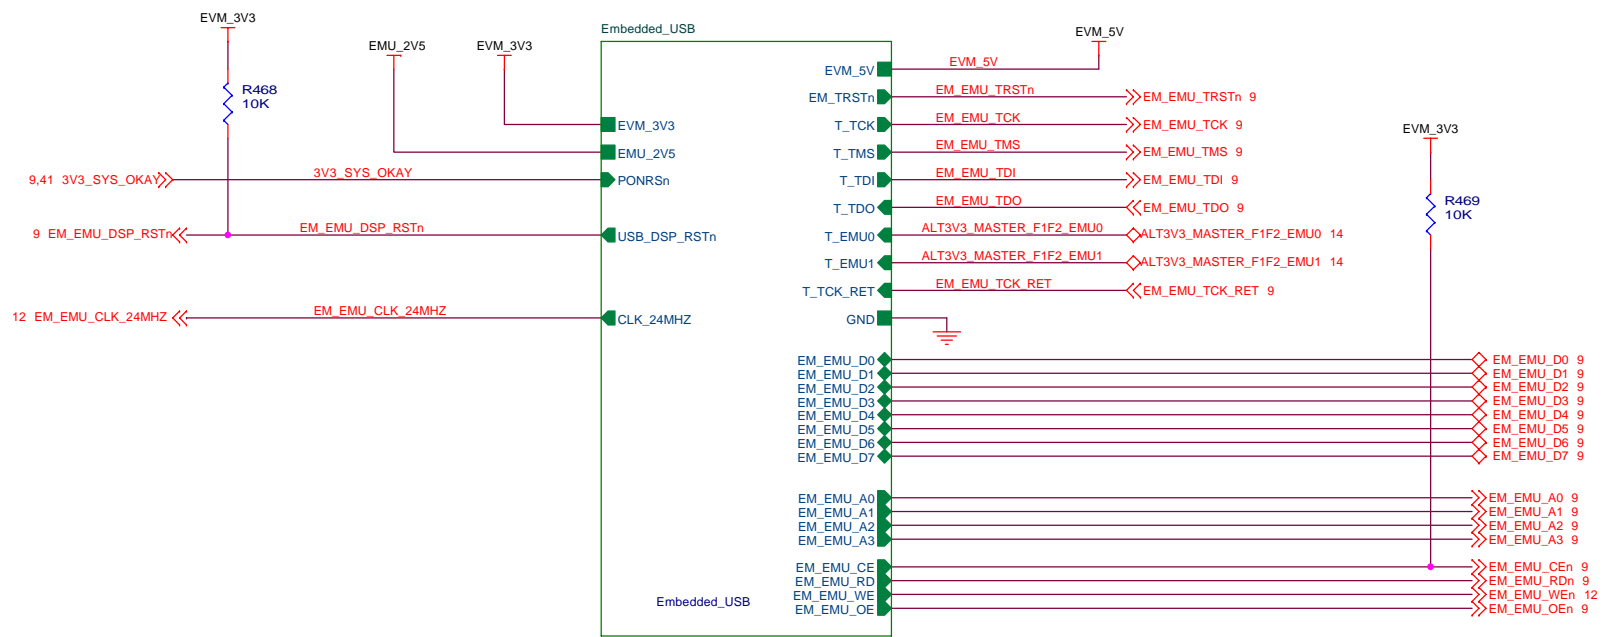 EVM_3V3
R468
10K
EMU_2V5
EVM_3V3
Embedded_USB
EVM_5V
EVM_3V3
R469
10K
9,41 3V3_SYS_OKAY
3V3_SYS_OKAY
9 EM_EMU_DSP_RSTn
EM_EMU_DSP_RSTn
12 EM_EMU_CLK_24MHZ
EM_EMU_CLK_24MHZ
EVM_3V3
EMU_2V5
PONRSn
USB_DSP_RSTn
CLK_24MHZ
EVM_5V
EVM_5V
EM_TRSTn
EM_EMU_TRSTn
EM_EMU_TRSTn 9
T_TCK
EM_EMU_TCK
EM_EMU_TCK 9
T_TMS
EM_EMU_TMS
EM_EMU_TMS 9
T_TDI
EM_EMU_TDI
EM_EMU_TDI 9
T_TDO
EM_EMU_TDO
EM_EMU_TDO 9
T_EMU0
ALT3V3_MASTER_F1F2_EMU0
ALT3V3_MASTER_F1F2_EMU0 14
T_EMU1
ALT3V3_MASTER_F1F2_EMU1
ALT3V3_MASTER_F1F2_EMU1 14
T_TCK_RET
EM_EMU_TCK_RET
EM_EMU_TCK_RET 9
GND
EM_EMU_D0
EM_EMU_D0 9
EM_EMU_D1
EM_EMU_D1 9
EM_EMU_D2
EM_EMU_D2 9
EM_EMU_D3
EM_EMU_D3 9
EM_EMU_D4
EM_EMU_D4 9
EM_EMU_D5
EM_EMU_D5 9
EM_EMU_D6
EM_EMU_D6 9
EM_EMU_D7
EM_EMU_D7 9
EM_EMU_A0
EM_EMU_A0 9
EM_EMU_A1
EM_EMU_A1 9
EM_EMU_A2
EM_EMU_A2 9
EM_EMU_A3
EM_EMU_A3 9
EM_EMU_CE
EM_EMU_CEn 9
EM_EMU_RD
EM_EMU_RDn 9
EM_EMU_WE
EM_EMU_WEn 12
EM_EMU_OE
EM_EMU_OEn 9
Embedded_USB